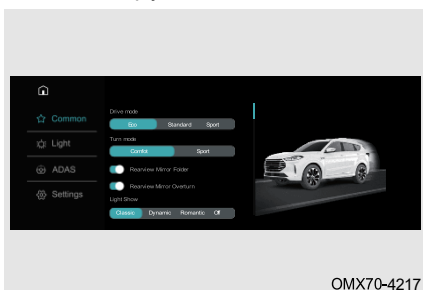 Common
Light
ADAS
Settings
Drive mode
Eco Standard Sport
Turn mode
Comfot Sport
Rearview Mirror Folder
Rearview Mirror Overturn
Light Show
Classic Dynamic Romantic Off
OMX70-4217